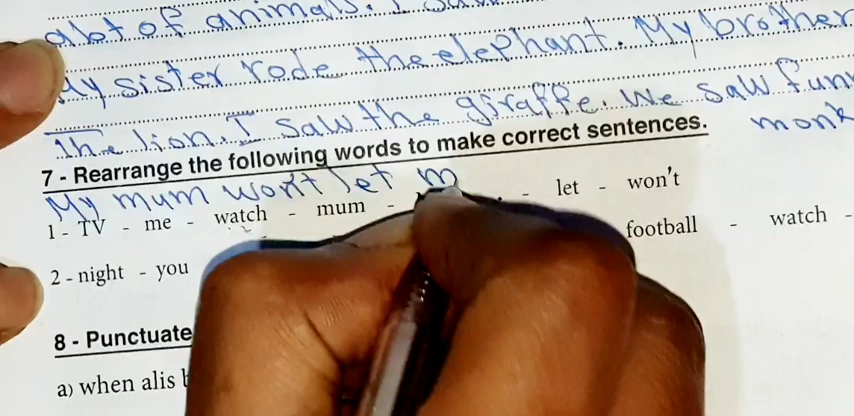 alot of animals. I saw
My sister rode the elephant. My brother
The lion. I saw the giraffe. We saw funn
monk
7 - Rearrange the following words to make correct sentences.
My mum won't let m
1 - TV - me - watch - mum - - let - won't
2 - night - you football - watch -
8 - Punctuate
a) when alis b